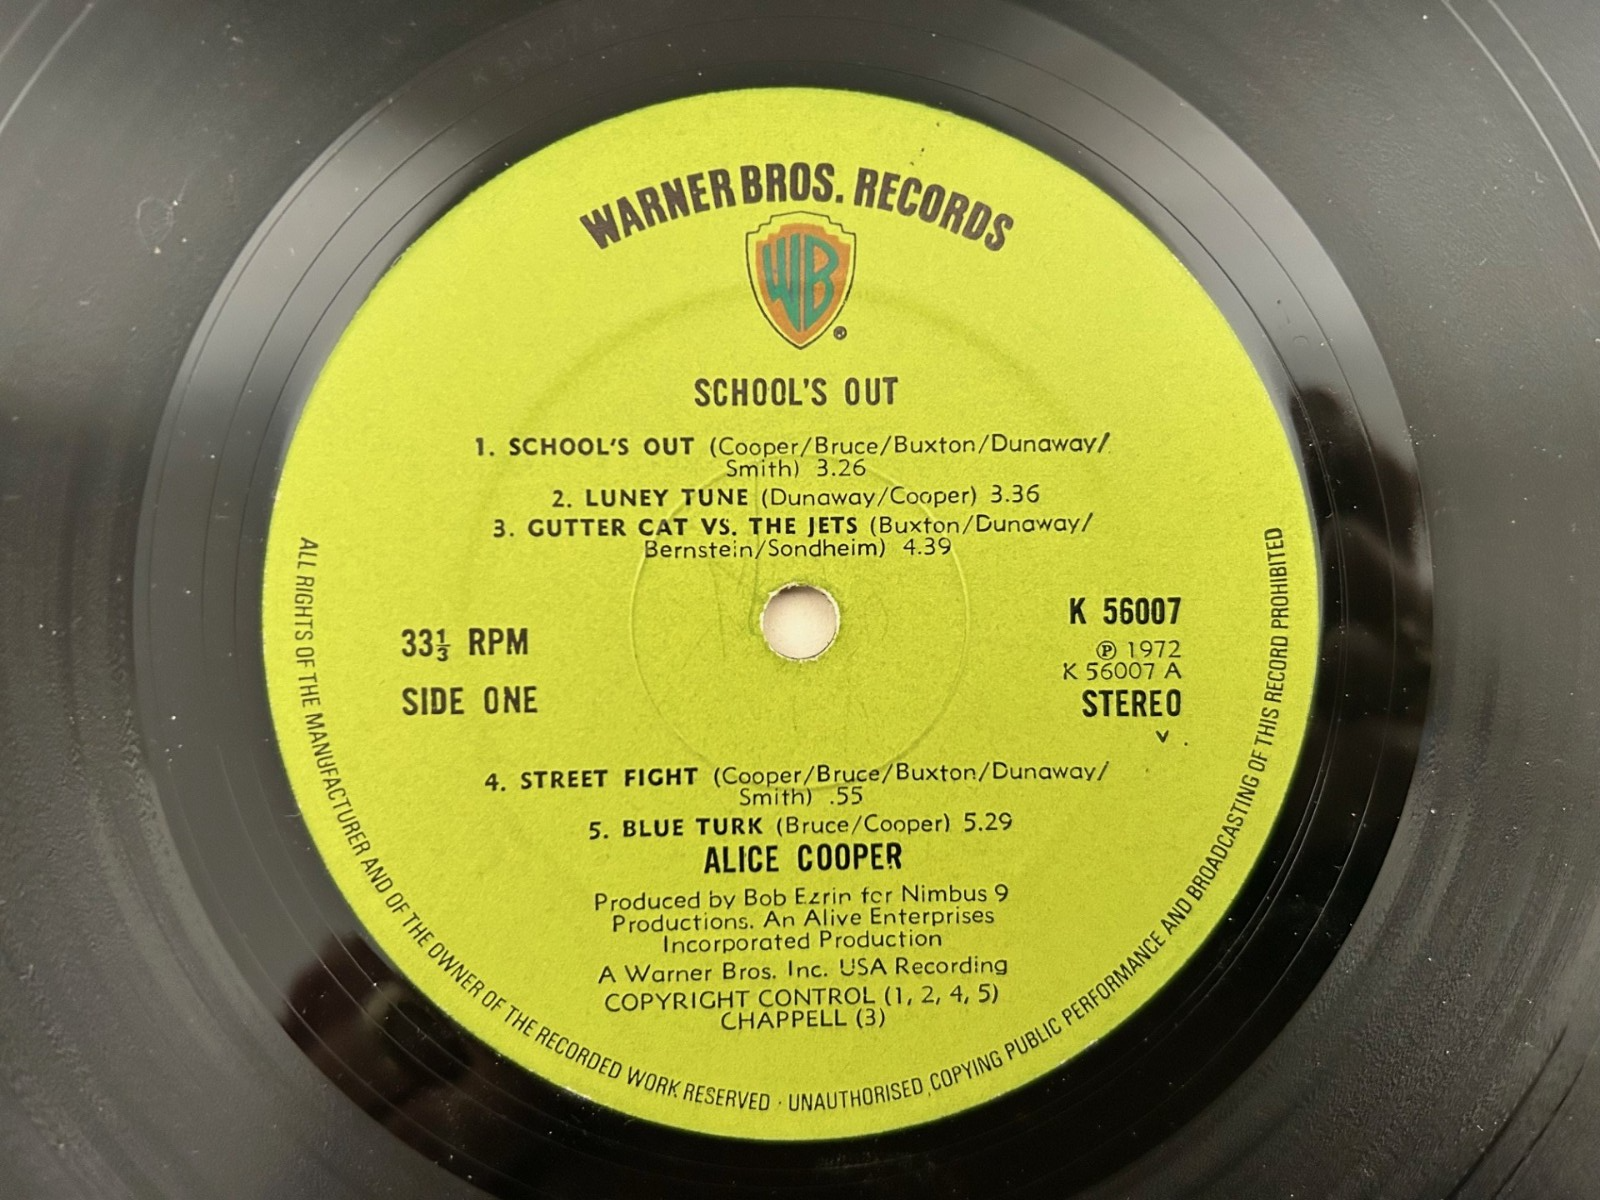 WARNER BROS. RECORDS
WB
®
SCHOOL'S OUT
1. SCHOOL'S OUT (Cooper/Bruce/Buxton/Dunaway/
Smith) 3.26
2. LUNEY TUNE (Dunaway/Cooper) 3.36
3. GUTTER CAT VS. THE JETS (Buxton/Dunaway/
Bernstein/Sondheim) 4.39
33⅓ RPM
SIDE ONE
K 56007
℗ 1972
K 56007 A
STEREO
v .
4. STREET FIGHT (Cooper/Bruce/Buxton/Dunaway/
Smith) .55
5. BLUE TURK (Bruce/Cooper) 5.29
ALICE COOPER
Produced by Bob Ezrin for Nimbus 9
Productions. An Alive Enterprises
Incorporated Production
A Warner Bros. Inc. USA Recording
COPYRIGHT CONTROL (1, 2, 4, 5)
CHAPPELL (3)
ALL RIGHTS OF THE MANUFACTURER AND OF THE OWNER OF THE RECORDED WORK RESERVED · UNAUTHORISED, COPYING PUBLIC PERFORMANCE AND BROADCASTING OF THIS RECORD PROHIBITED